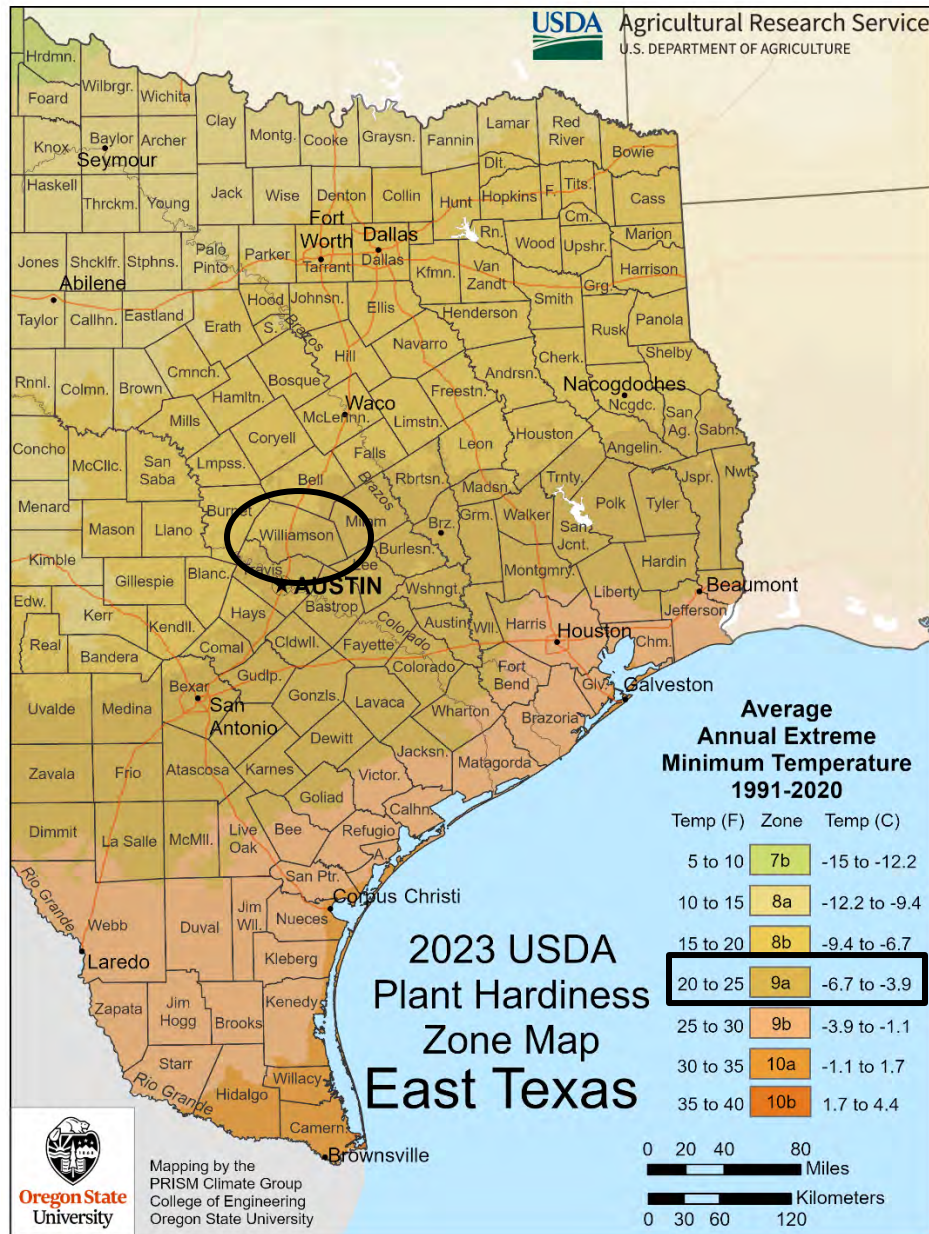 USDA
Agricultural Research Service
U.S. DEPARTMENT OF AGRICULTURE
Hrdmn.
Foard
Wilbrgr.
Wichita
Clay
Montg.
Cooke
Graysn.
Fannin
Lamar
Red
River
Bowie
Knox
Baylor
Archer
Seymour
Dlt.
Haskell
Thrckm.
Young
Jack
Wise
Denton
Collin
Hunt
Hopkins
F.
Tits.
Cass
Cm.
Marion
Fort
Worth
Dallas
Rn.
Wood
Upshr.
Jones
Shcklfr.
Stphns.
Palo
Pinto
Parker
Tarrant
Dallas
Kfmn.
Van
Zandt
Harrison
Grg.
Abilene
Taylor
Callhn.
Eastland
Hood
Johnsn.
Ellis
Smith
Panola
Erath
S.
Brazos
Henderson
Rusk
Hill
Navarro
Shelby
Rnnl.
Colmn.
Brown
Cmnch.
Bosque
Andrsn.
Cherk.
Nacogdoches
Ncgdc.
Hamltn.
Waco
McLennn.
Freestn.
Mills
Limstn.
San
Ag.
Sabn.
Concho
McCllc.
San
Saba
Coryell
Falls
Leon
Houston
Angelin.
Lmpss.
Bell
Brazos
Rbrtsn.
Madsn.
Trnty.
Jspr.
Nwt.
Menard
Mason
Llano
Burnet
Williamson
Milam
Brz.
Grm.
Walker
San
Jcnt.
Polk
Tyler
Kimble
Travis
Lee
Burlesn.
Montgmry.
Hardin
Gillespie
Blanc.
AUSTIN
Wshngt.
Liberty
Beaumont
Edw.
Kerr
Hays
Bastrop
Jefferson
Real
Kendll.
Comal
Cldwll.
Fayette
Colorado
Austin
Wll.
Harris
Houston
Chm.
Bandera
Gudlp.
Colorado
Fort
Bend
Glv.
Galveston
Uvalde
Medina
Bexar
San
Antonio
Gonzls.
Lavaca
Wharton
Brazoria
Dewitt
Zavala
Frio
Atascosa
Karnes
Jacksn.
Matagorda
Victor.
Goliad
Calhn.
Dimmit
La Salle
McMll.
Live
Oak
Bee
Refugio
A.
Rio Grande
San Ptr.
Corpus Christi
Webb
Duval
Jim
Wll.
Nueces
Laredo
Kleberg
Zapata
Jim
Hogg
Brooks
Kenedy
Starr
Willacy
Rio Grande
Hidalgo
Camern.
Brownsville
Average
Annual Extreme
Minimum Temperature
1991-2020
Temp (F) Zone Temp (C)
5 to 10 7b -15 to -12.2
10 to 15 8a -12.2 to -9.4
15 to 20 8b -9.4 to -6.7
20 to 25 9a -6.7 to -3.9
25 to 30 9b -3.9 to -1.1
30 to 35 10a -1.1 to 1.7
35 to 40 10b 1.7 to 4.4
2023 USDA
Plant Hardiness
Zone Map
East Texas
0 20 40 80
Miles
Kilometers
0 30 60 120
Oregon State
University
Mapping by the
PRISM Climate Group
College of Engineering
Oregon State University